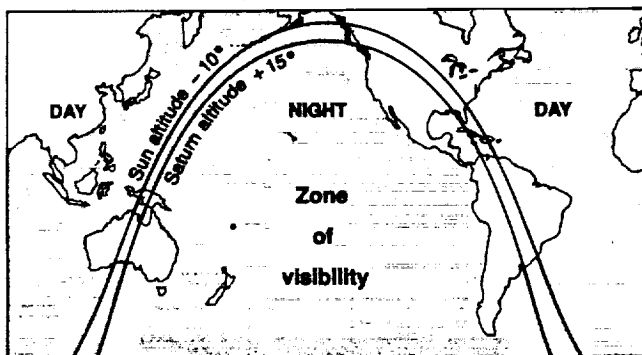 DAY
Sun altitude – 10°
Saturn altitude + 15°
NIGHT
DAY
Zone
of
visibility